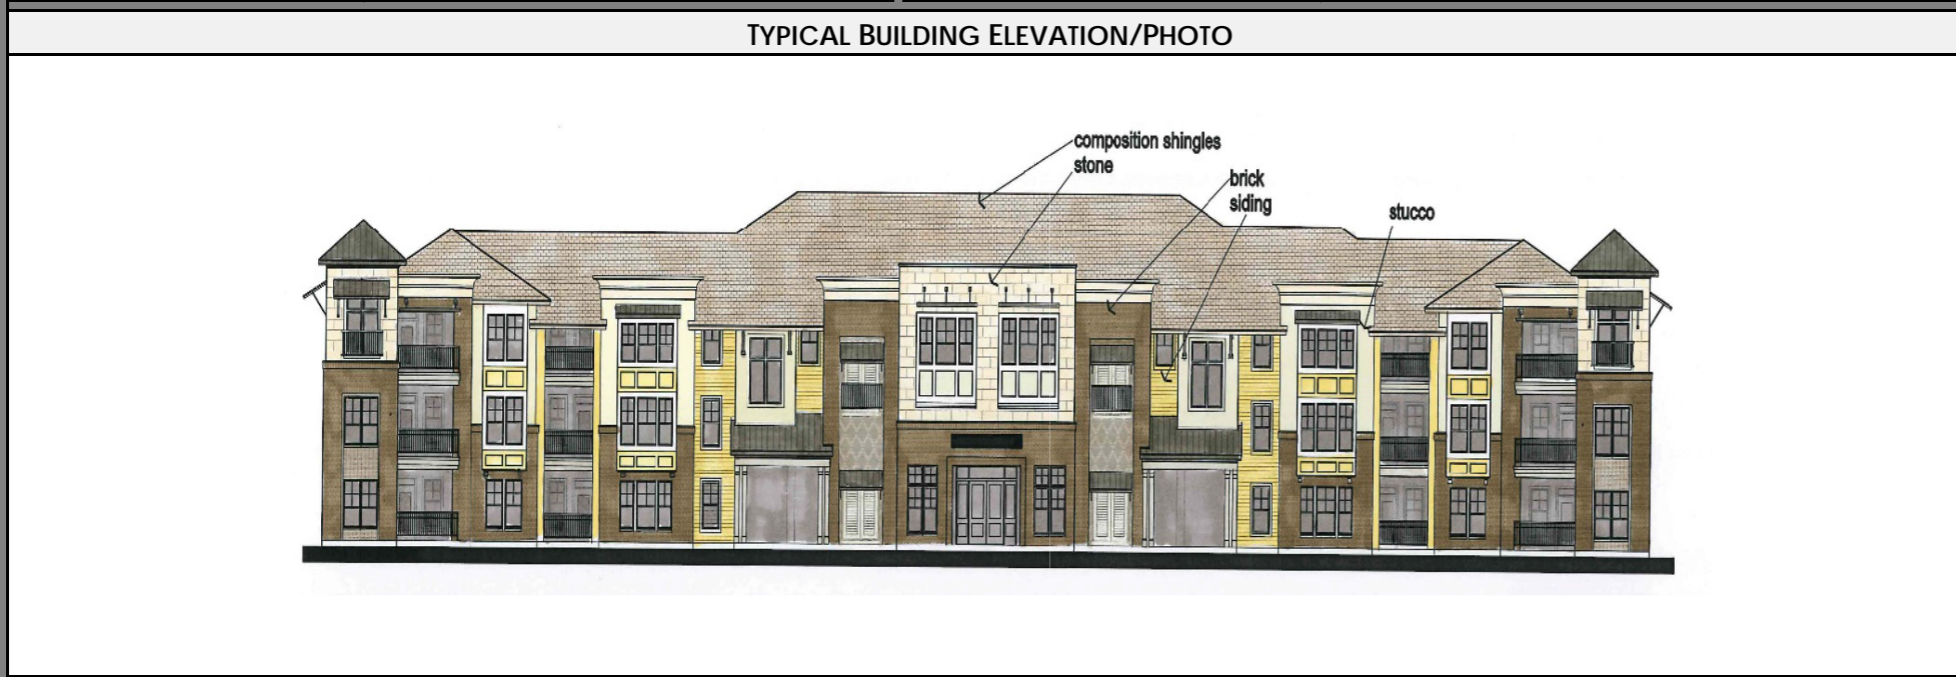 TYPICAL BUILDING ELEVATION/PHOTO
composition shingles
stone
brick
siding
stucco